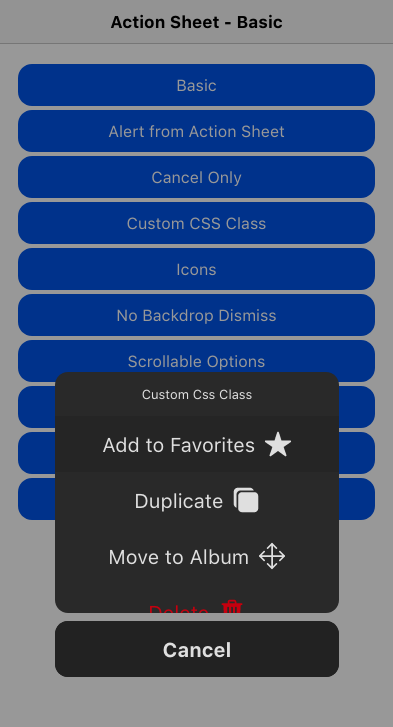 Action Sheet - Basic
Basic
Alert from Action Sheet
Cancel Only
Custom CSS Class
Icons
No Backdrop Dismiss
Scrollable Options
Custom Css Class
Add to Favorites
Duplicate
Move to Album
Delete
Cancel